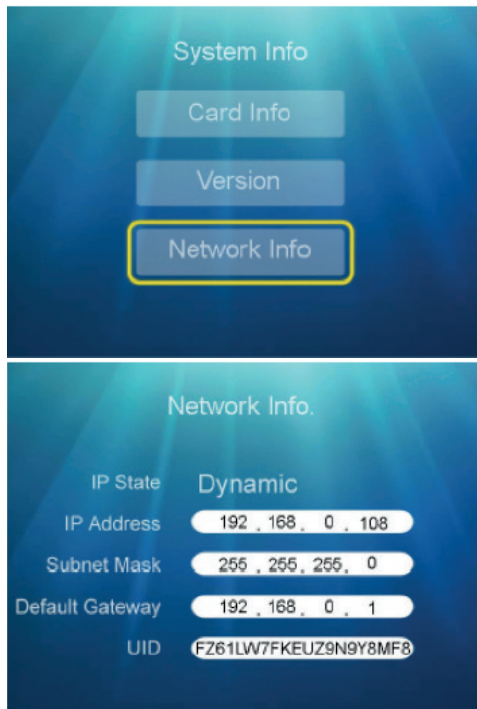 System Info
Card Info
Version
Network Info
Network Info.
IP State Dynamic
IP Address 192 . 168 . 0 . 108
Subnet Mask 255 . 255 . 255 . 0
Default Gateway 192 . 168 . 0 . 1
UID FZ61LW7FKEUZ9N9Y8MF8